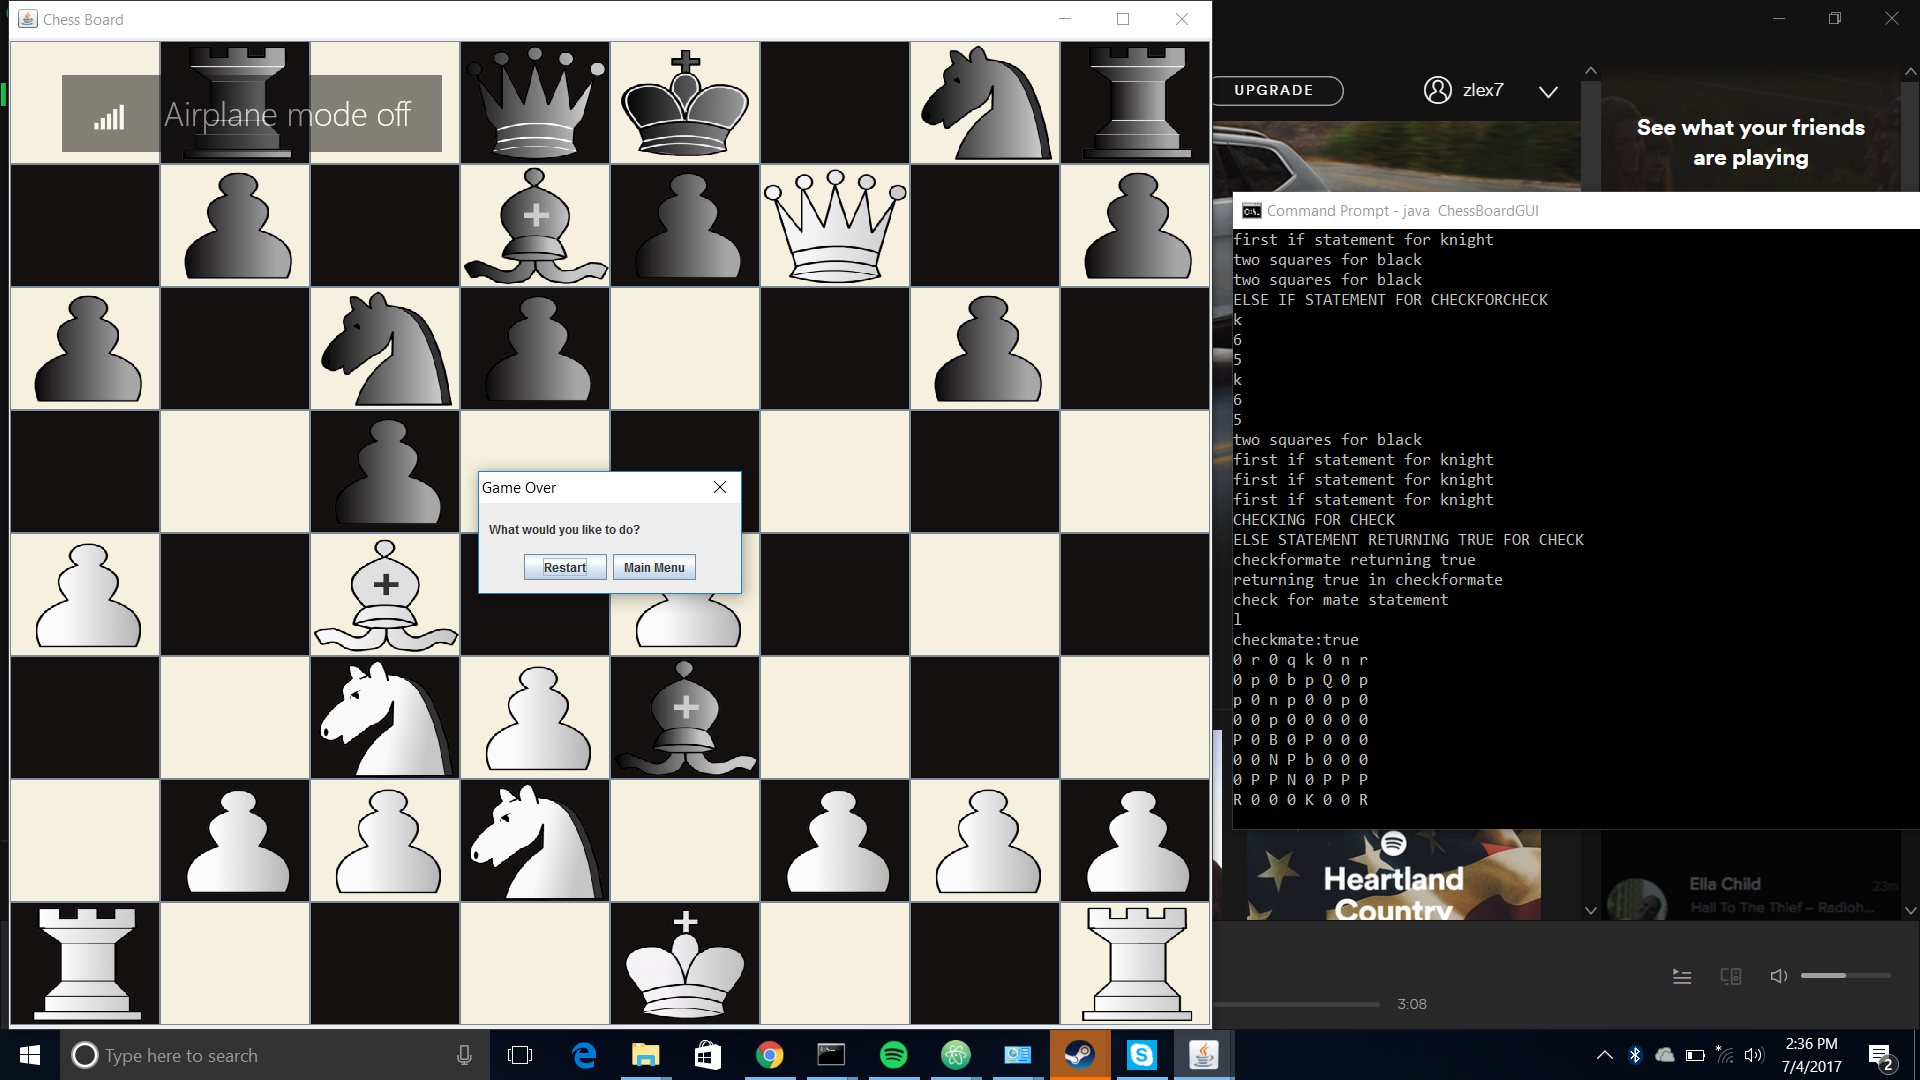 Chess Board
Airplane mode off
Game Over
What would you like to do?
Restart
Main Menu
UPGRADE
zlex7
See what your friends
are playing
Command Prompt - java ChessBoardGUI
first if statement for knight
two squares for black
two squares for black
ELSE IF STATEMENT FOR CHECKFORCHECK
k
6
5
k
6
5
two squares for black
first if statement for knight
first if statement for knight
first if statement for knight
CHECKING FOR CHECK
ELSE STATEMENT RETURNING TRUE FOR CHECK
checkformate returning true
returning true in checkformate
check for mate statement
l
checkmate:true
0 r 0 q k 0 n r
0 p 0 b p Q 0 p
p 0 n p 0 0 p 0
0 0 p 0 0 0 0 0
P 0 B 0 P 0 0 0
0 0 N P b 0 0 0
0 P P N 0 P P P
R 0 0 0 K 0 0 R
Heartland
Country
Ella Child
23m
Hail To The Thief – Radioh...
3:08
Type here to search
2:36 PM
7/4/2017
2